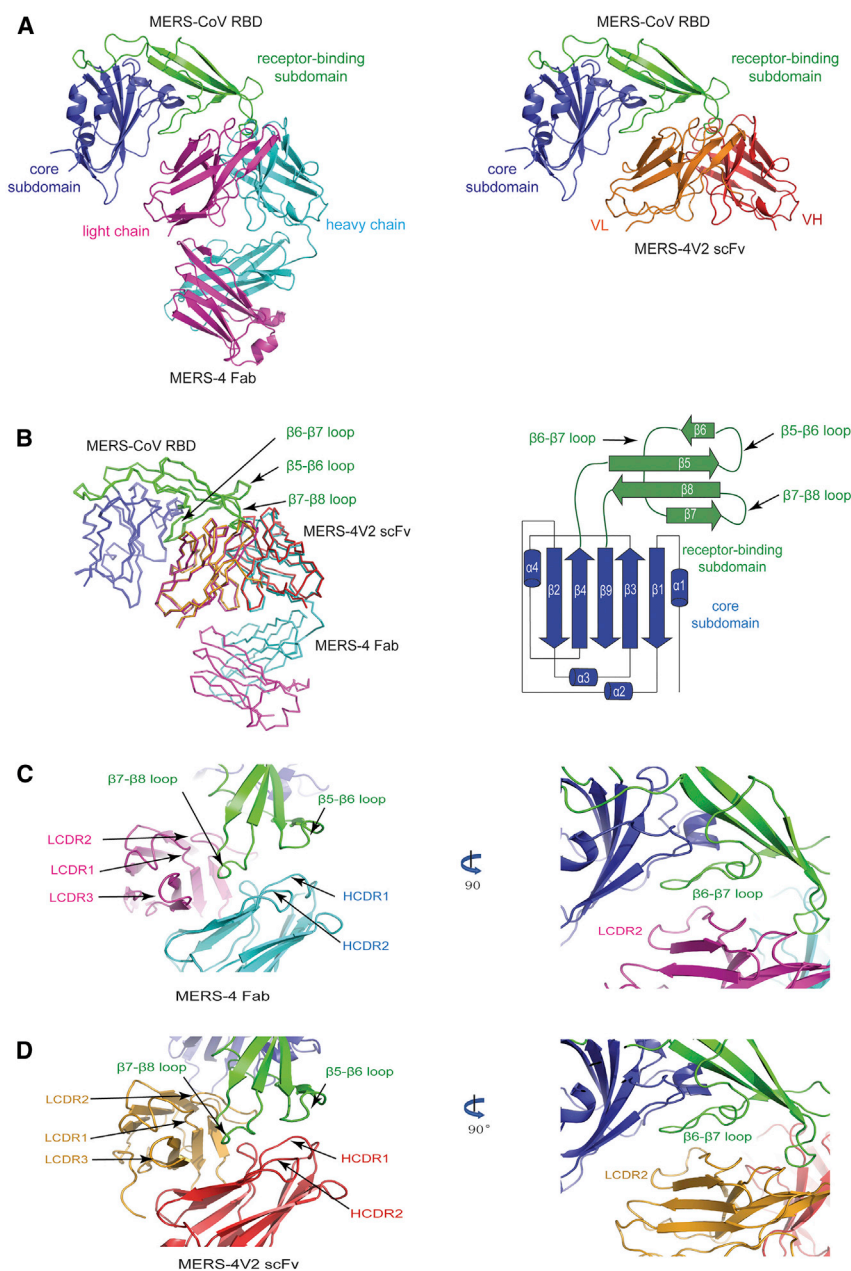 A
MERS-CoV RBD
receptor-binding
subdomain
core
subdomain
light chain
heavy chain
MERS-4 Fab
MERS-CoV RBD
receptor-binding
subdomain
core
subdomain
VL
VH
MERS-4V2 scFv
B
MERS-CoV RBD
β6-β7 loop
β5-β6 loop
β7-β8 loop
MERS-4V2 scFv
MERS-4 Fab
β6-β7 loop
β6
β5-β6 loop
β5
β8
β7-β8 loop
β7
receptor-binding
subdomain
α4
β2
β4
β9
β3
β1
α1
core
subdomain
α3
α2
C
β7-β8 loop
β5-β6 loop
LCDR2
LCDR1
LCDR3
HCDR1
HCDR2
MERS-4 Fab
90
β6-β7 loop
LCDR2
D
β7-β8 loop
β5-β6 loop
LCDR2
LCDR1
LCDR3
HCDR1
HCDR2
MERS-4V2 scFv
90°
β6-β7 loop
LCDR2